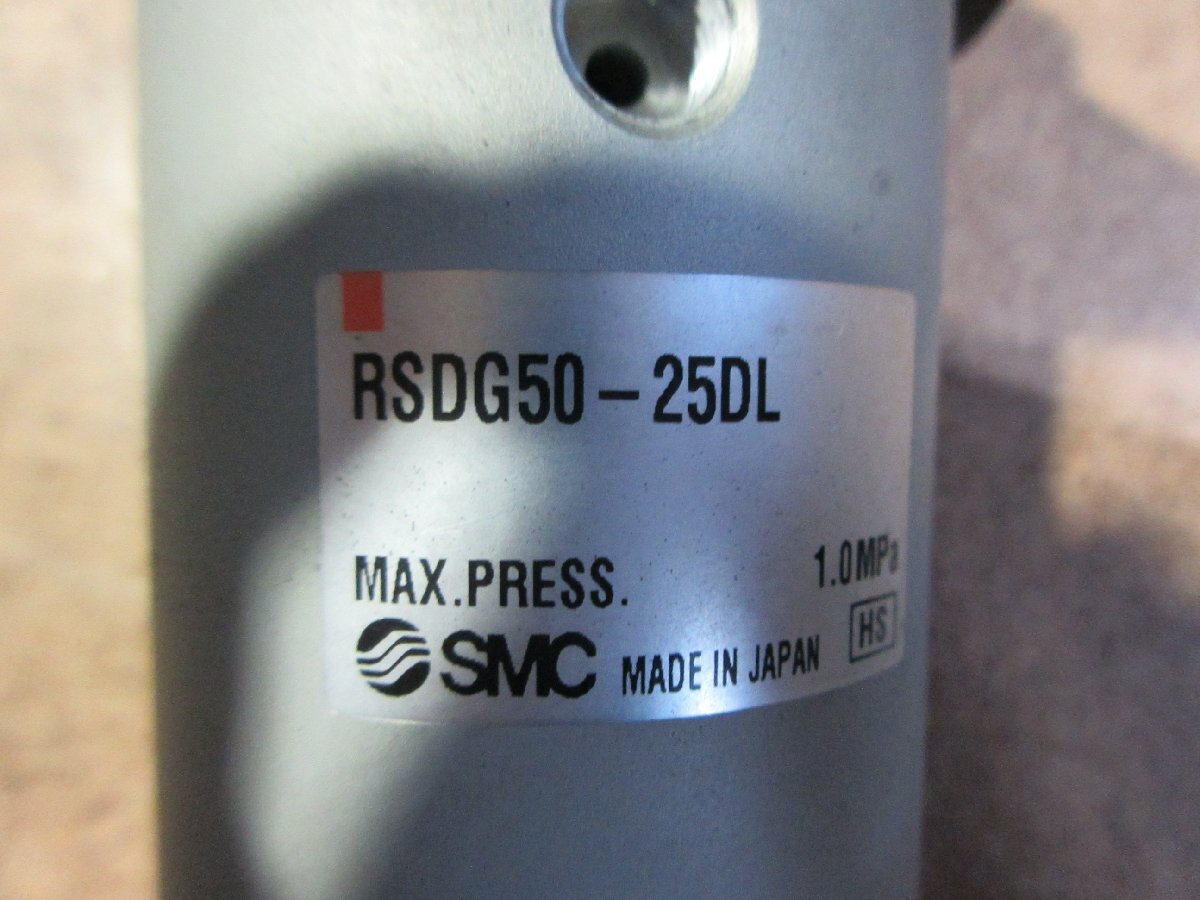 RSDG50-25DL
MAX.PRESS. 1.0MPa
SMC MADE IN JAPAN HS